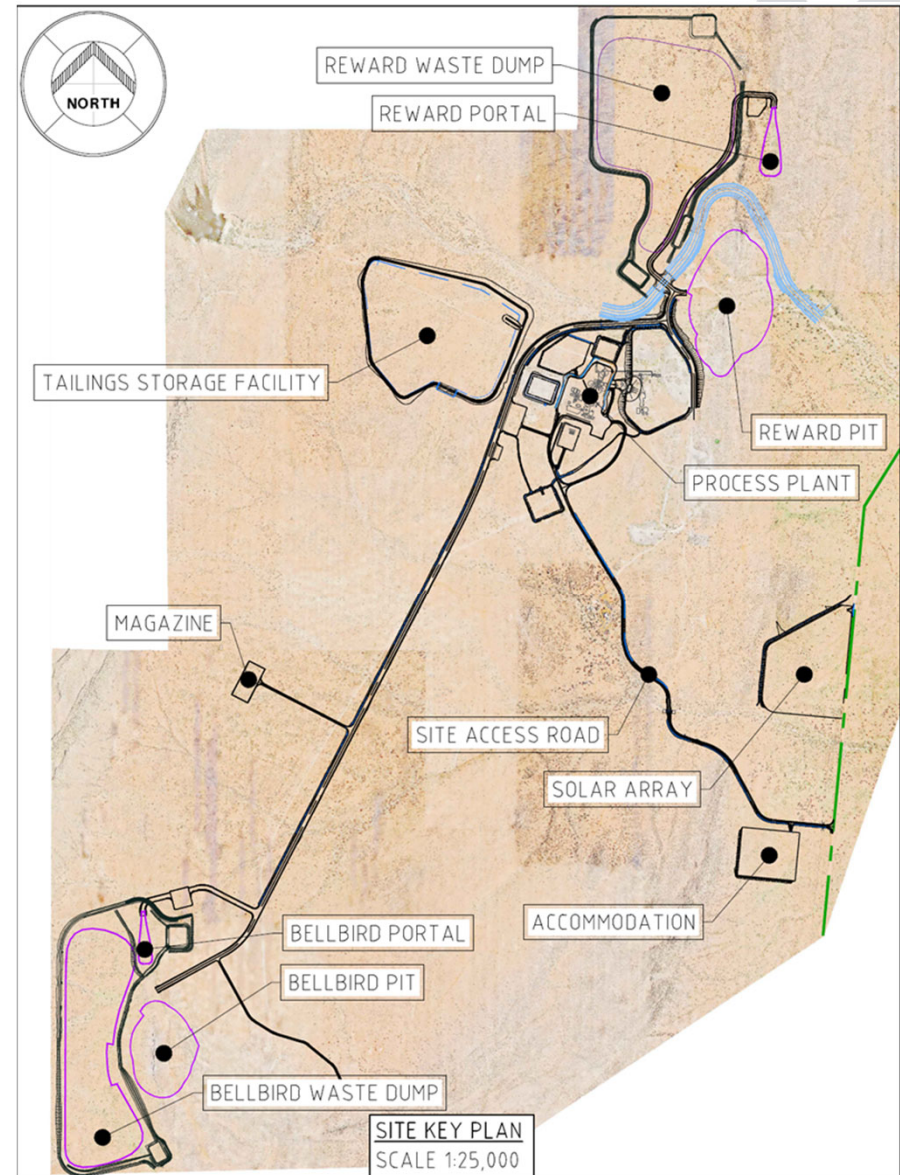 NORTH
REWARD WASTE DUMP
REWARD PORTAL
TAILINGS STORAGE FACILITY
REWARD PIT
PROCESS PLANT
MAGAZINE
SITE ACCESS ROAD
SOLAR ARRAY
ACCOMMODATION
BELLBIRD PORTAL
BELLBIRD PIT
BELLBIRD WASTE DUMP
SITE KEY PLAN
SCALE 1:25,000